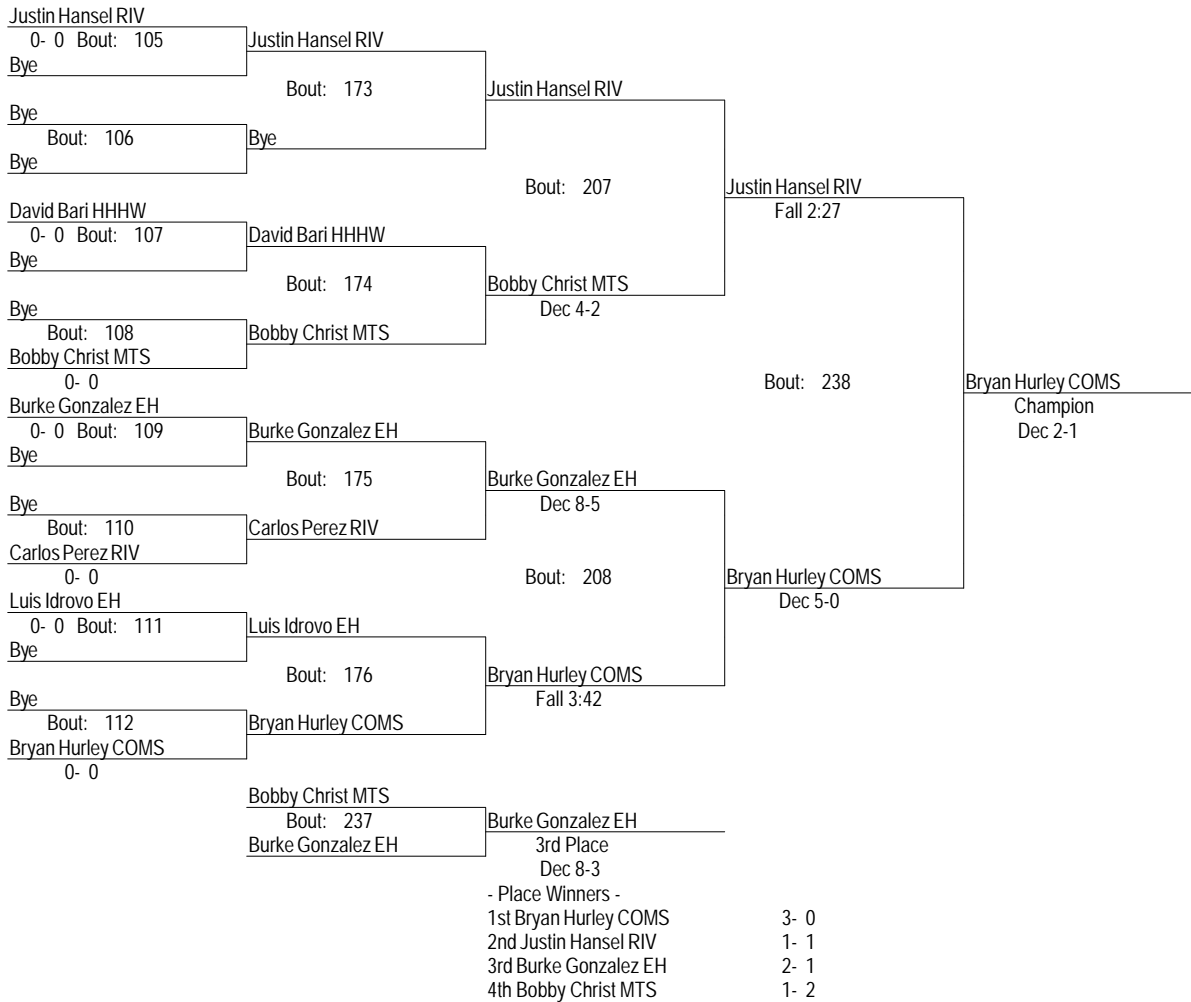 Justin Hansel RIV
0- 0 Bout: 105
Justin Hansel RIV
Bye
Bout: 173
Justin Hansel RIV
Bye
Bout: 106
Bye
Bye
Bout: 207
Justin Hansel RIV
Fall 2:27
David Bari HHHW
0- 0 Bout: 107
David Bari HHHW
Bye
Bout: 174
Bobby Christ MTS
Dec 4-2
Bye
Bout: 108
Bobby Christ MTS
Bobby Christ MTS
0- 0
Bout: 238
Bryan Hurley COMS
Champion
Dec 2-1
Burke Gonzalez EH
0- 0 Bout: 109
Burke Gonzalez EH
Bye
Bout: 175
Burke Gonzalez EH
Dec 8-5
Bye
Bout: 110
Carlos Perez RIV
Carlos Perez RIV
0- 0
Bout: 208
Bryan Hurley COMS
Dec 5-0
Luis Idrovo EH
0- 0 Bout: 111
Luis Idrovo EH
Bye
Bout: 176
Bryan Hurley COMS
Fall 3:42
Bye
Bout: 112
Bryan Hurley COMS
Bryan Hurley COMS
0- 0
Bobby Christ MTS
Bout: 237
Burke Gonzalez EH
Burke Gonzalez EH
3rd Place
Dec 8-3
- Place Winners -
1st Bryan Hurley COMS 3- 0
2nd Justin Hansel RIV 1- 1
3rd Burke Gonzalez EH 2- 1
4th Bobby Christ MTS 1- 2